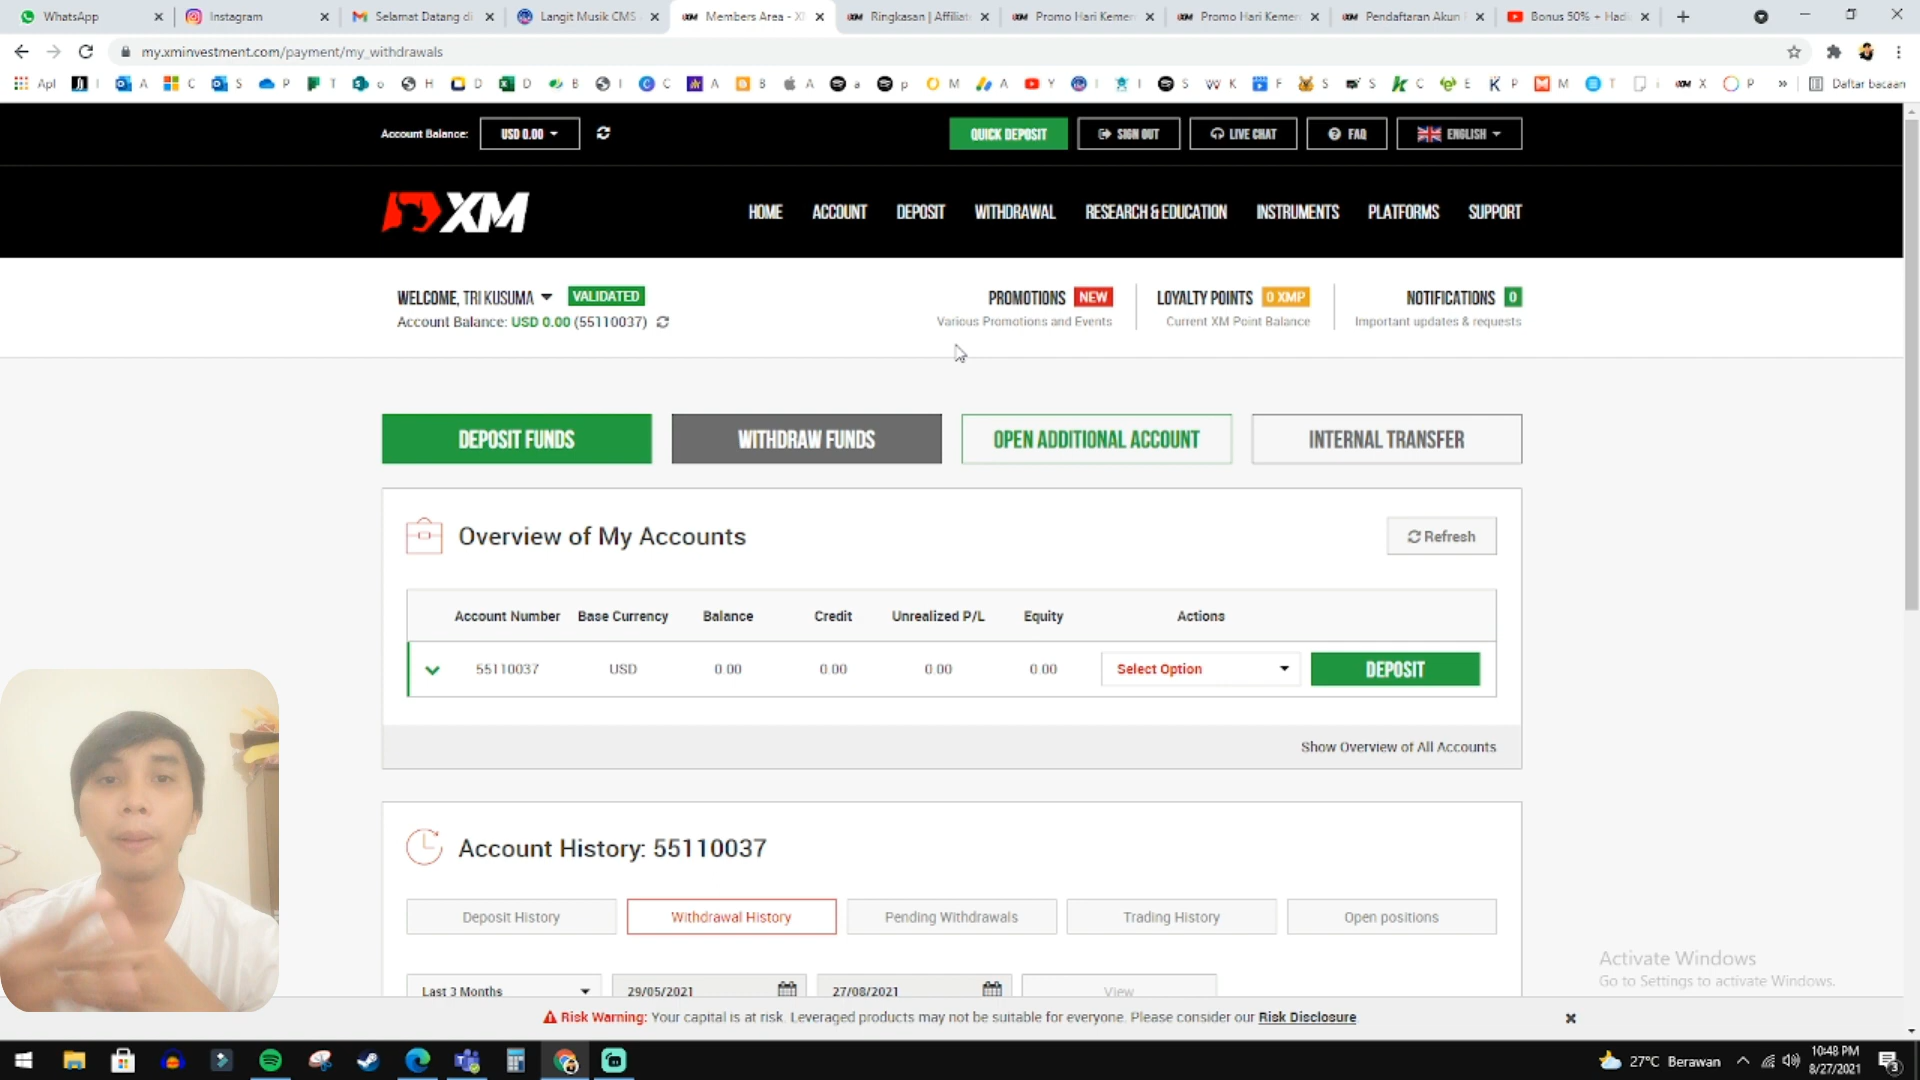 WhatsApp
Instagram
Selamat Datang di
Langit Musik CMS
Members Area - X
Ringkasan | Affiliat
Promo Hari Kemer
Promo Hari Kemer
Pendaftaran Akun
Bonus 50% + Hadi
my.xminvestment.com/payment/my_withdrawals
Apl
Daftar bacaan
Account Balance: USD 0.00
QUICK DEPOSIT
SIGN OUT
LIVE CHAT
FAQ
ENGLISH
XM
HOME
ACCOUNT
DEPOSIT
WITHDRAWAL
RESEARCH & EDUCATION
INSTRUMENTS
PLATFORMS
SUPPORT
WELCOME, TRI KUSUMA VALIDATED
Account Balance: USD 0.00 (55110037)
PROMOTIONS NEW
Various Promotions and Events
LOYALTY POINTS 0 XMP
Current XM Point Balance
NOTIFICATIONS 0
Important updates & requests
DEPOSIT FUNDS
WITHDRAW FUNDS
OPEN ADDITIONAL ACCOUNT
INTERNAL TRANSFER
Overview of My Accounts
Refresh
Account Number Base Currency Balance Credit Unrealized P/L Equity Actions
55110037 USD 0.00 0.00 0.00 0.00 Select Option DEPOSIT
Show Overview of All Accounts
Account History: 55110037
Deposit History
Withdrawal History
Pending Withdrawals
Trading History
Open positions
Last 3 Months
29/05/2021
27/08/2021
View
Activate Windows
Go to Settings to activate Windows.
Risk Warning: Your capital is at risk. Leveraged products may not be suitable for everyone. Please consider our Risk Disclosure
27°C Berawan
10:48 PM
8/27/2021
3